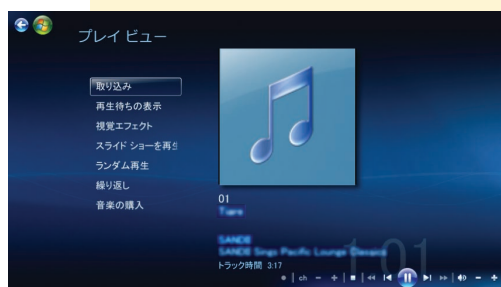 プレイ ビュー
取り込み
再生待ちの表示
視覚エフェクト
スライド ショーを再生
ランダム再生
繰り返し
音楽の購入
01
Tiare
SANDII
SANDII Sings Pacific Lounge Classics
トラック時間 3:17
1:01
ch